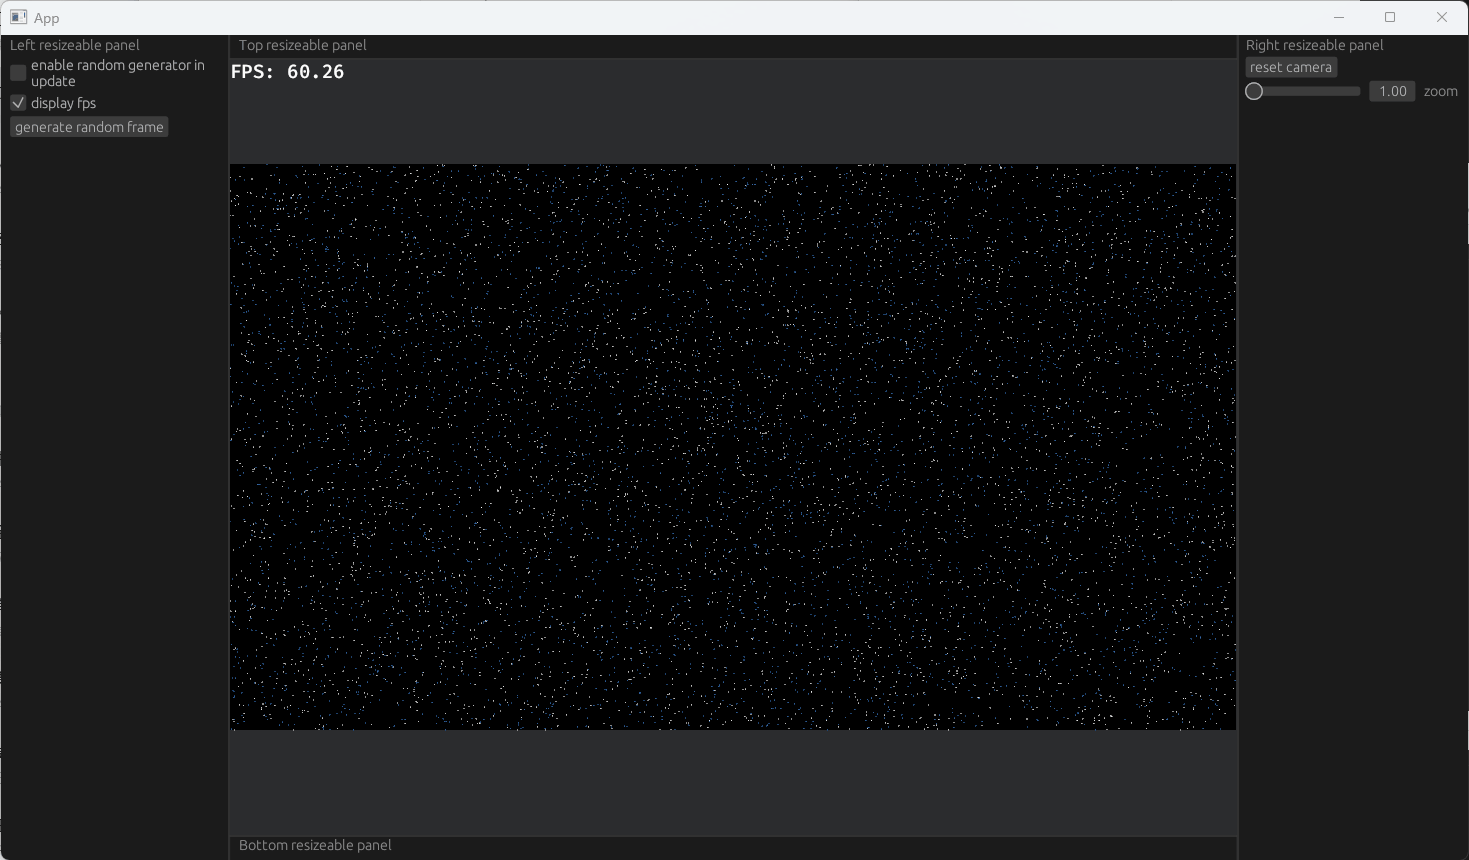 App
Left resizeable panel
enable random generator in
update
display fps
generate random frame
Top resizeable panel
FPS: 60.26
Bottom resizeable panel
Right resizeable panel
reset camera
1.00 zoom